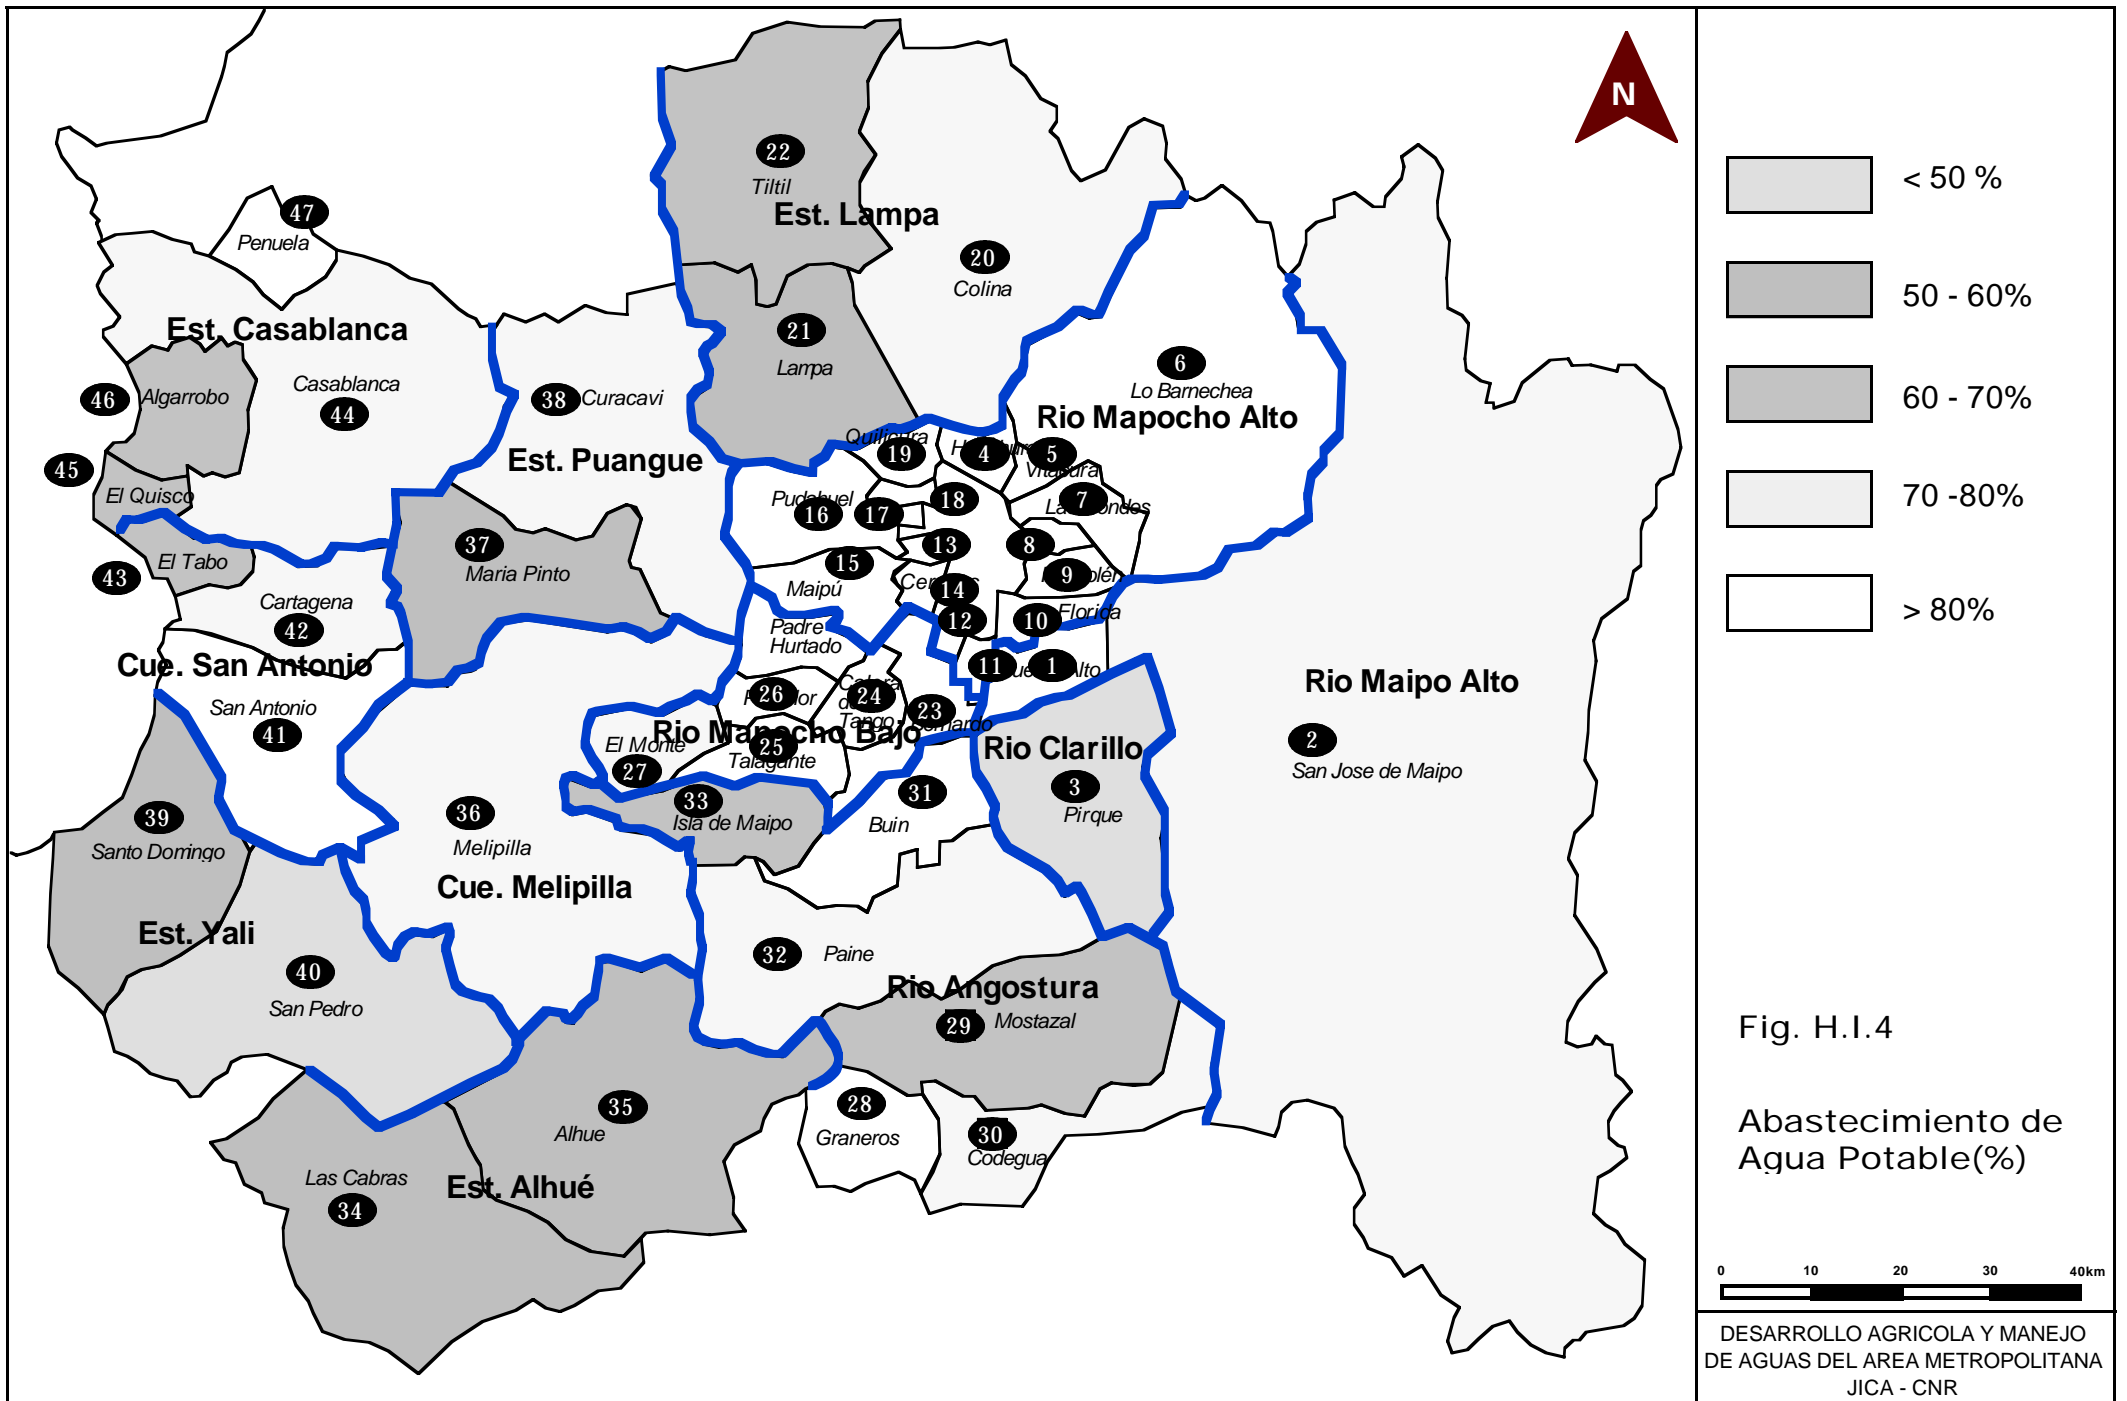 N
22
Tiltil
Est. Lampa
47
Penuela
20
Colina
Est. Casablanca
21
Lampa
6
Lo Barnechea
Rio Mapocho Alto
46
Algarrobo
Casablanca
44
38
Curacavi
Est. Puangue
19
4
5
Vitacura
45
El Quisco
Pudahuel
16
17
18
7
37
Maria Pinto
13
8
43
El Tabo
15
Maipú
14
9
Cartagena
42
12
10
Florida
Padre
Hurtado
Cue. San Antonio
11
1
Alto
Rio Maipo Alto
San Antonio
41
26
24
Tango
23
Rio Mapocho Bajo
El Monte
27
25
Talagante
Rio Clarillo
2
San Jose de Maipo
3
Pirque
39
Santo Domingo
36
Melipilla
33
Isla de Maipo
31
Buin
Cue. Melipilla
Est. Yali
40
San Pedro
32
Paine
Rio Angostura
29
Mostazal
35
Alhue
28
Graneros
30
Codegua
Las Cabras
34
Est. Alhué
< 50 %
50 - 60%
60 - 70%
70 -80%
> 80%
Fig. H.I.4
Abastecimiento de
Agua Potable(%)
0 10 20 30 40km
DESARROLLO AGRICOLA Y MANEJO
DE AGUAS DEL AREA METROPOLITANA
JICA - CNR